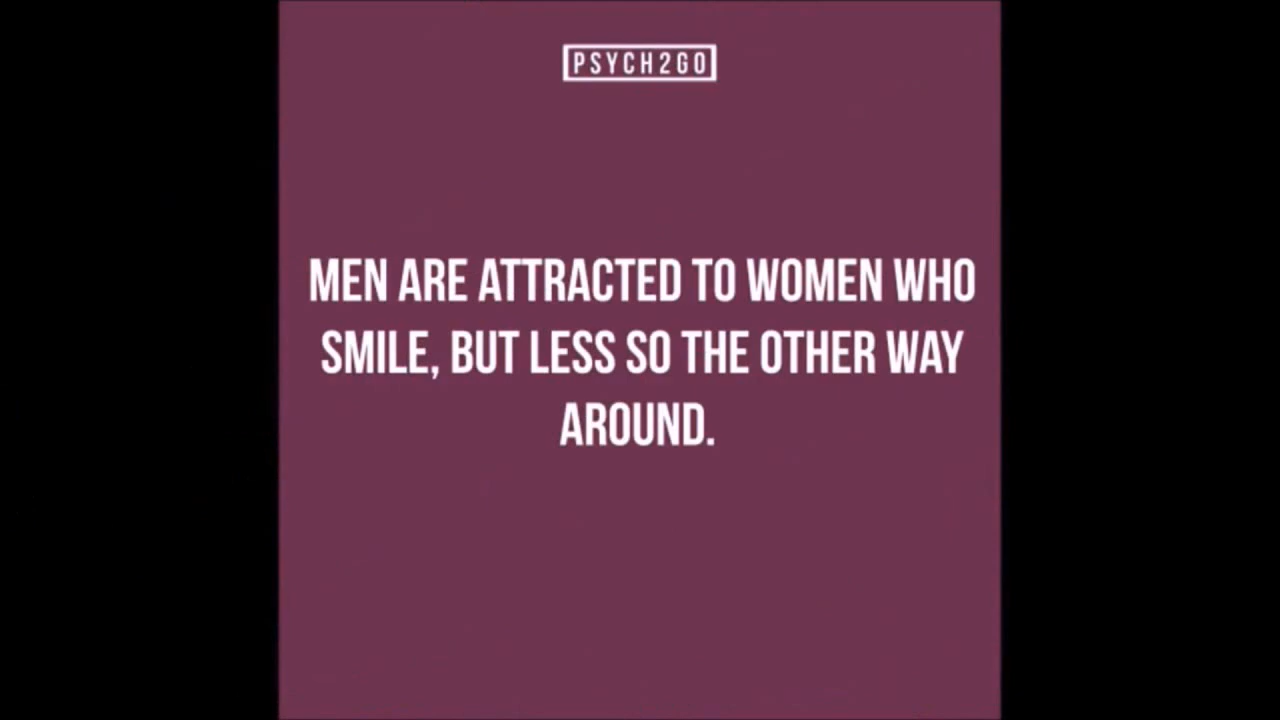 PSYCH2GO
MEN ARE ATTRACTED TO WOMEN WHO
SMILE, BUT LESS SO THE OTHER WAY
AROUND.